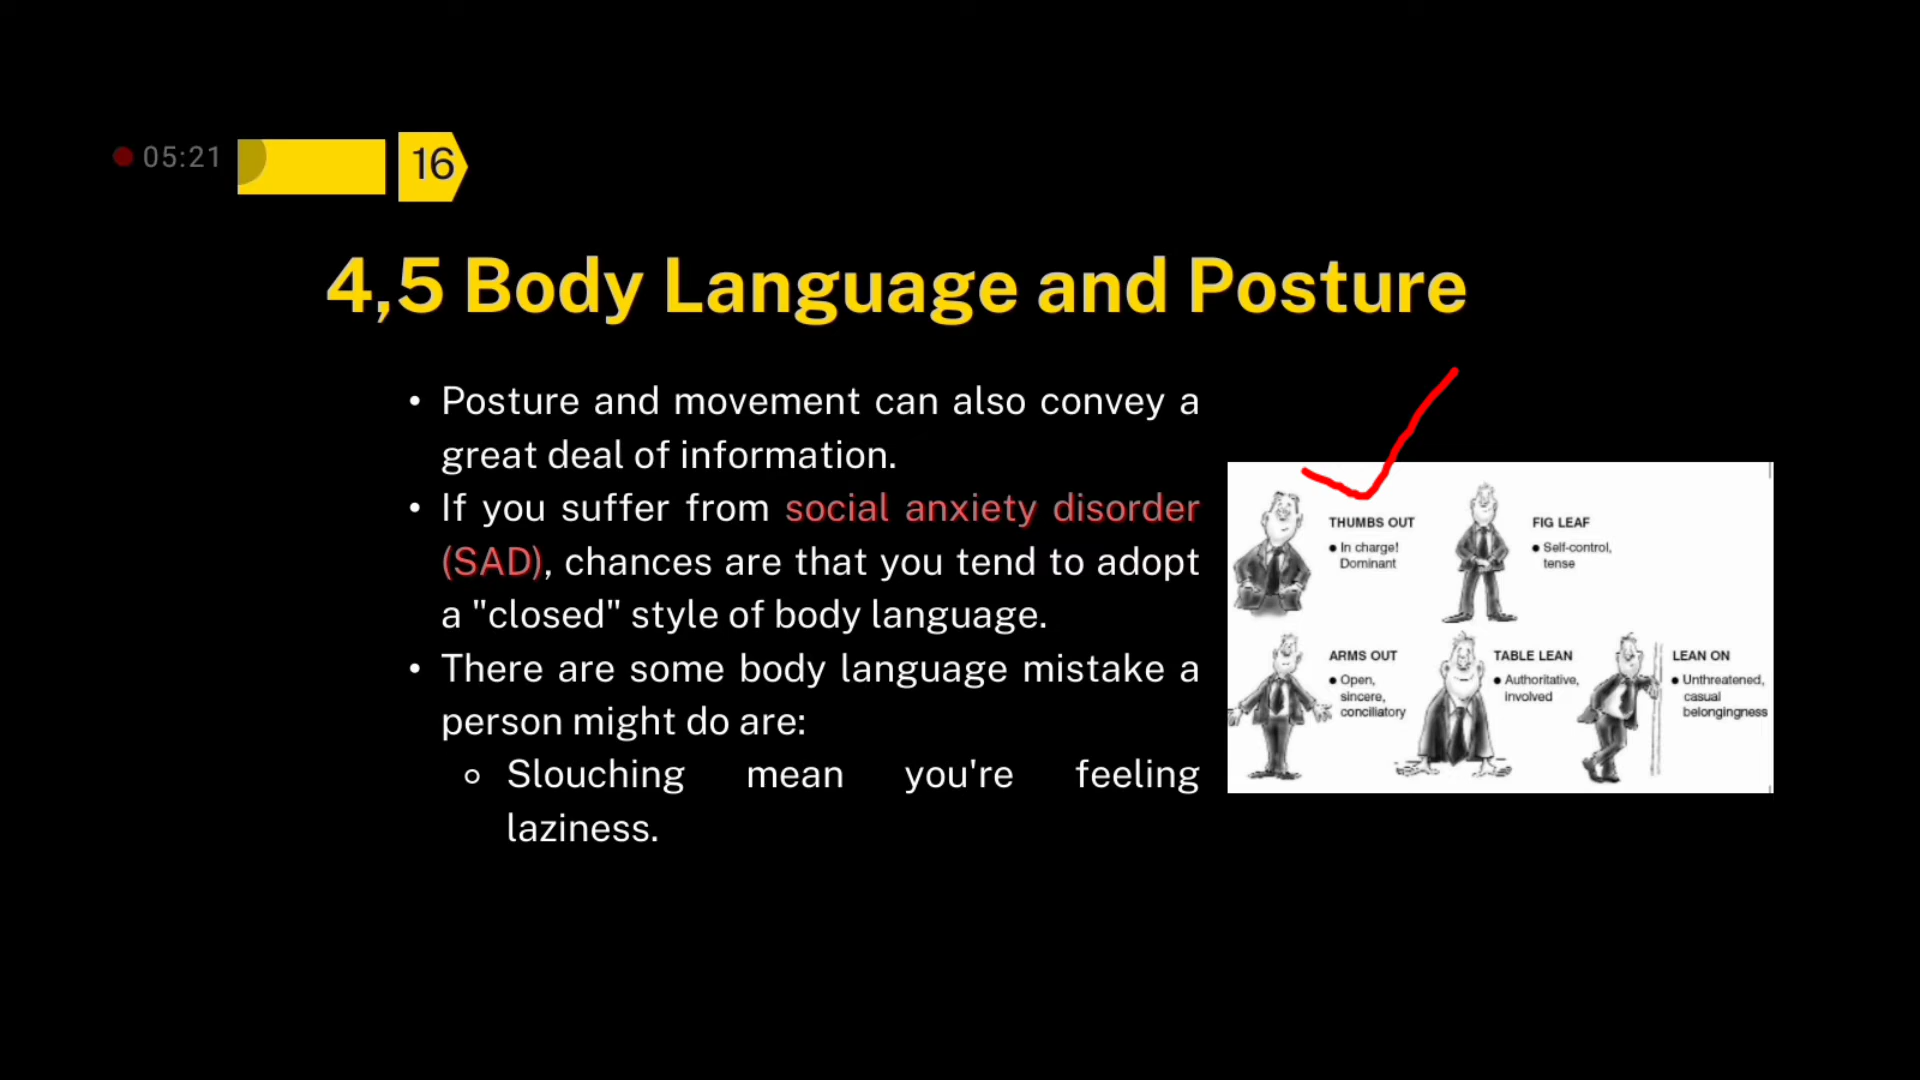 05:21
16
4,5 Body Language and Posture
• Posture and movement can also convey a
great deal of information.
• If you suffer from social anxiety disorder
(SAD), chances are that you tend to adopt
a "closed" style of body language.
• There are some body language mistake a
person might do are:
○ Slouching mean you're feeling
laziness.
THUMBS OUT
• In charge!
Dominant
FIG LEAF
• Self-control,
tense
ARMS OUT
• Open,
sincere,
conciliatory
TABLE LEAN
• Authoritative,
involved
LEAN ON
• Unthreatened,
casual
belongingness